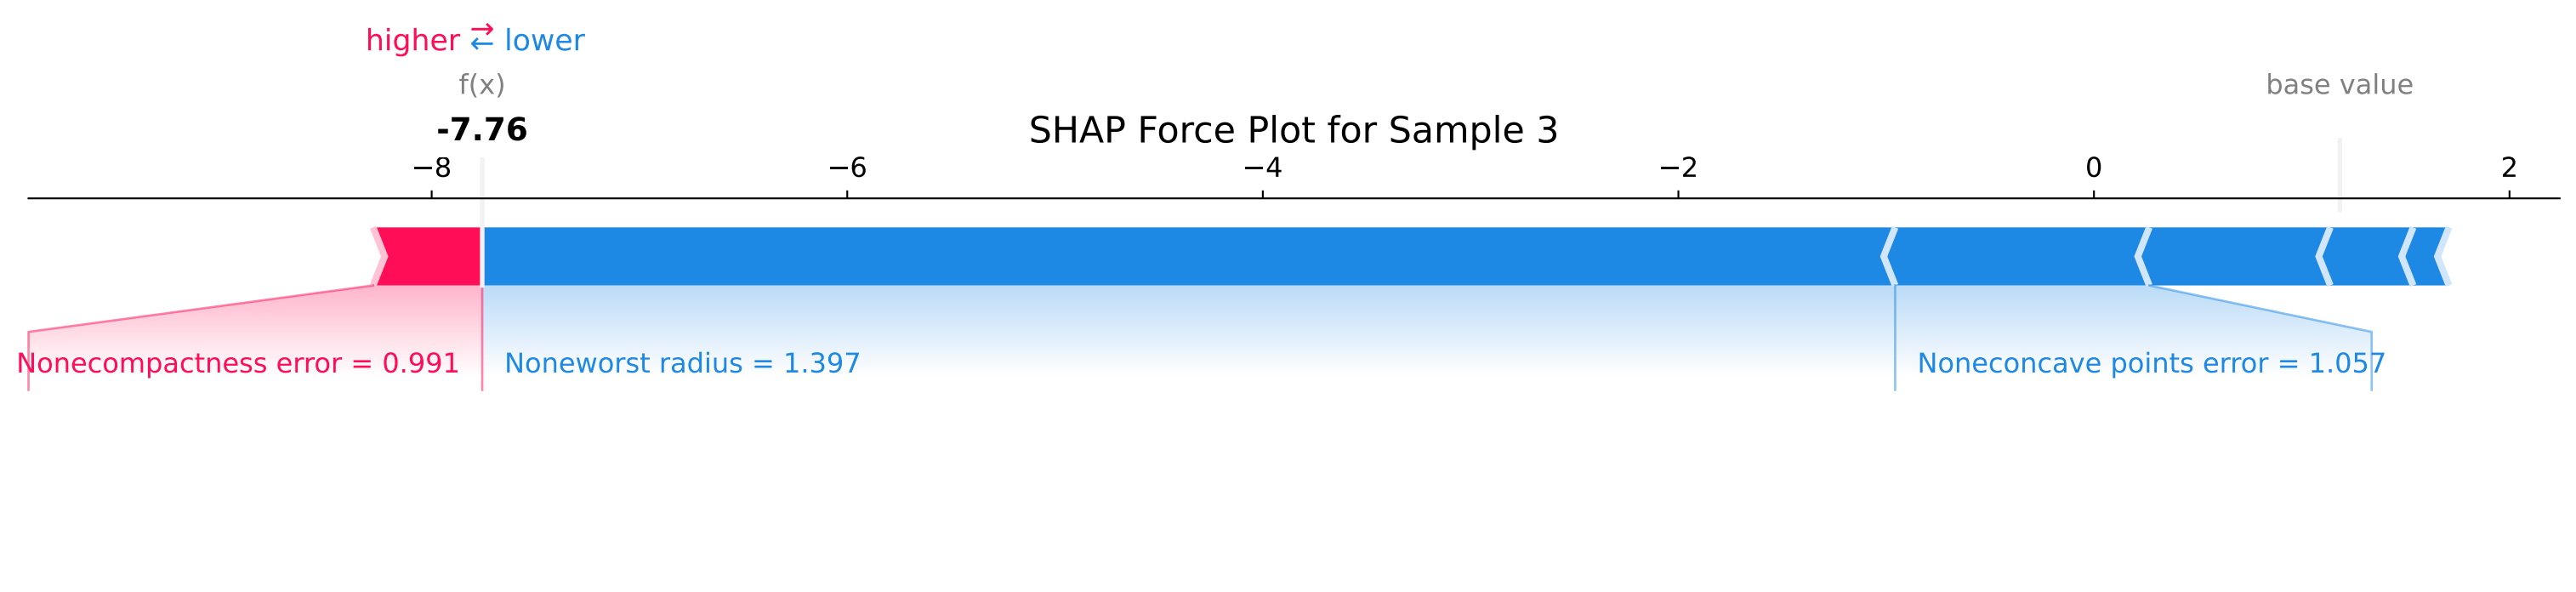 higher ⇄ lower
f(x)
base value
-7.76
SHAP Force Plot for Sample 3
−8 −6 −4 −2 0 2
Nonecompactness error = 0.991
Noneworst radius = 1.397
Noneconcave points error = 1.057